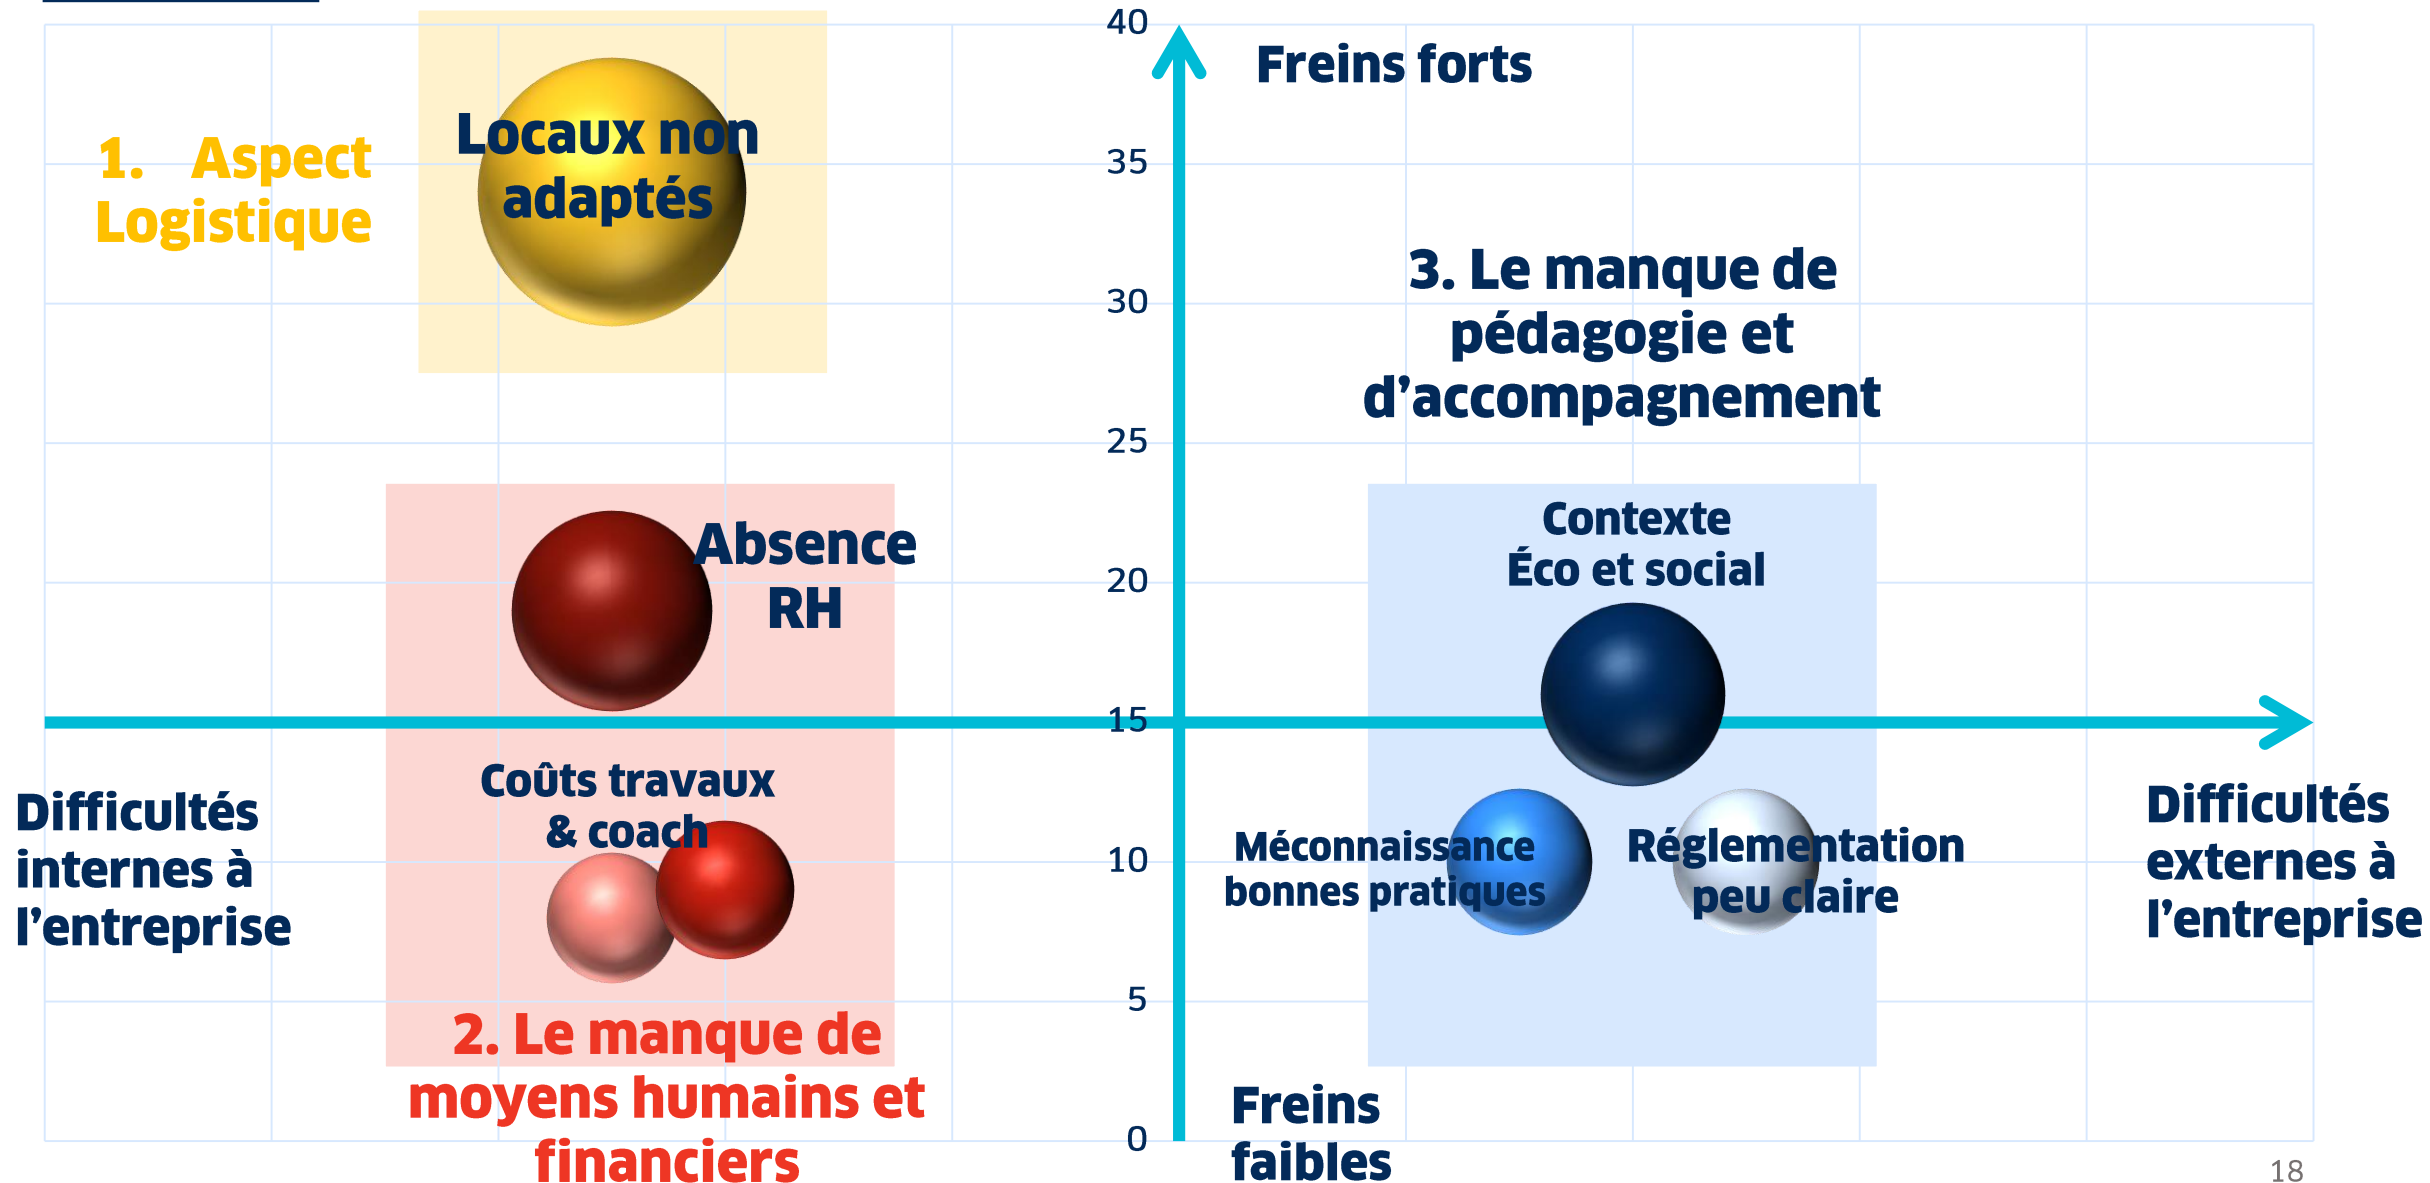 40
Freins forts
Locaux non
adaptés
1. Aspect
Logistique
35
3. Le manque de
pédagogie et
d’accompagnement
30
25
Absence
RH
Contexte
Éco et social
20
15
Coûts travaux
& coach
Difficultés
internes à
l’entreprise
Difficultés
externes à
l’entreprise
Méconnaissance
bonnes pratiques
Réglementation
peu claire
10
5
2. Le manque de
moyens humains et
financiers
Freins
faibles
0
18